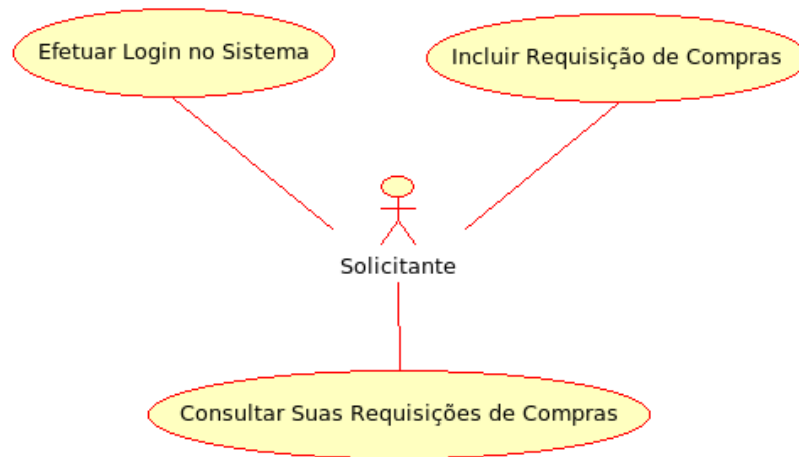 Efetuar Login no Sistema
Incluir Requisição de Compras
Solicitante
Consultar Suas Requisições de Compras